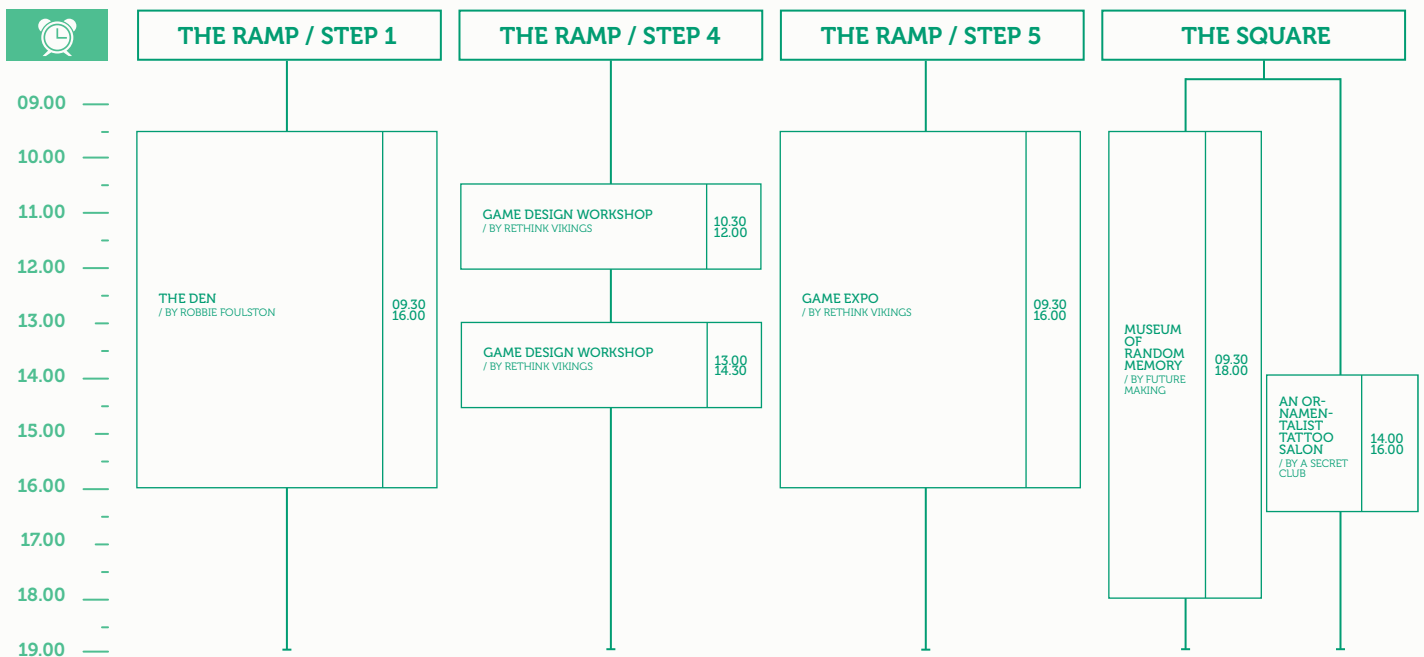 THE RAMP / STEP 1
THE RAMP / STEP 4
THE RAMP / STEP 5
THE SQUARE
09.00
10.00
11.00
12.00
13.00
14.00
15.00
16.00
17.00
18.00
19.00
THE DEN
/ BY ROBBIE FOULSTON
09.30
16.00
GAME DESIGN WORKSHOP
/ BY RETHINK VIKINGS
10.30
12.00
GAME DESIGN WORKSHOP
/ BY RETHINK VIKINGS
13.00
14.30
GAME EXPO
/ BY RETHINK VIKINGS
09.30
16.00
MUSEUM
OF
RANDOM
MEMORY
/ BY FUTURE
MAKING
09.30
18.00
AN OR-
NAMEN-
TALIST
TATTOO
SALON
/ BY A SECRET
CLUB
14.00
16.00